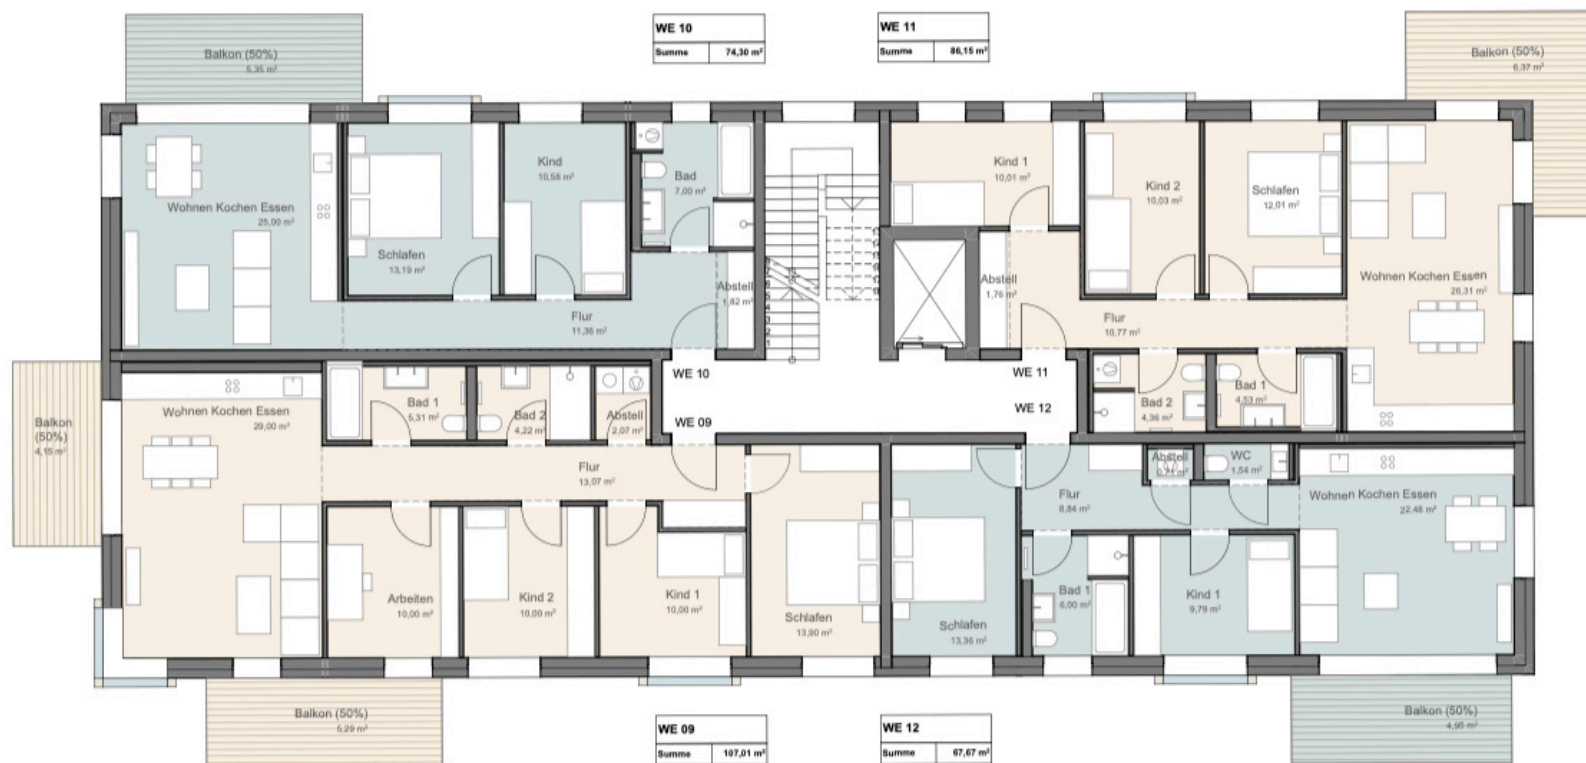 WE 10
Summe 74,30 m²
WE 11
Summe 86,15 m²
Balkon (50%)
5,35 m²
Balkon (50%)
6,37 m²
Wohnen Kochen Essen
25,00 m²
Schlafen
13,19 m²
Kind
10,58 m²
Bad
7,00 m²
Abstell
1,82 m²
Flur
11,36 m²
Kind 1
10,01 m²
Kind 2
10,03 m²
Schlafen
12,01 m²
Wohnen Kochen Essen
26,31 m²
Abstell
1,76 m²
Flur
10,77 m²
WE 10
WE 09
WE 11
WE 12
Bad 2
4,36 m²
Bad 1
4,53 m²
Balkon
(50%)
4,15 m²
Wohnen Kochen Essen
29,00 m²
Bad 1
5,31 m²
Bad 2
4,22 m²
Abstell
2,07 m²
Flur
13,07 m²
Arbeiten
10,00 m²
Kind 2
10,00 m²
Kind 1
10,00 m²
Schlafen
13,90 m²
Schlafen
13,36 m²
Flur
8,84 m²
Abstell
0,71 m²
WC
1,54 m²
Wohnen Kochen Essen
22,48 m²
Bad 1
6,00 m²
Kind 1
9,79 m²
Balkon (50%)
5,29 m²
Balkon (50%)
4,95 m²
WE 09
Summe 107,01 m²
WE 12
Summe 67,67 m²